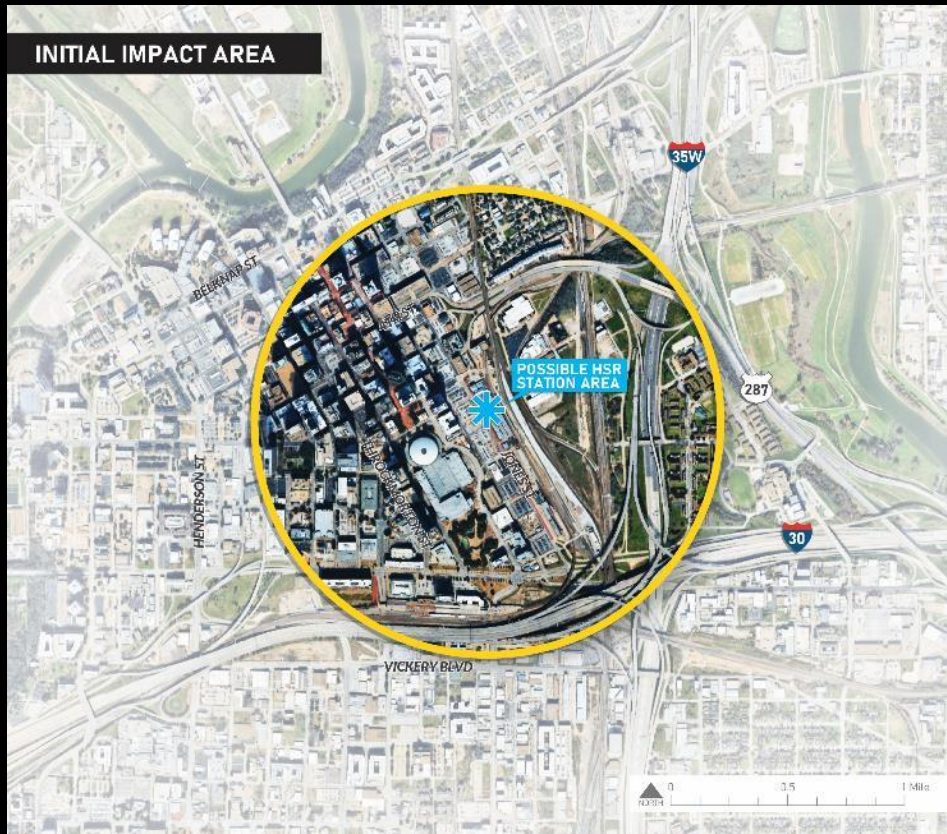 INITIAL IMPACT AREA
35W
BELKNAP ST
POSSIBLE HSR
STATION AREA
287
JONES ST
HENDERSON ST
30
VICKERY BLVD
NORTH
0
0.5
1 Mile